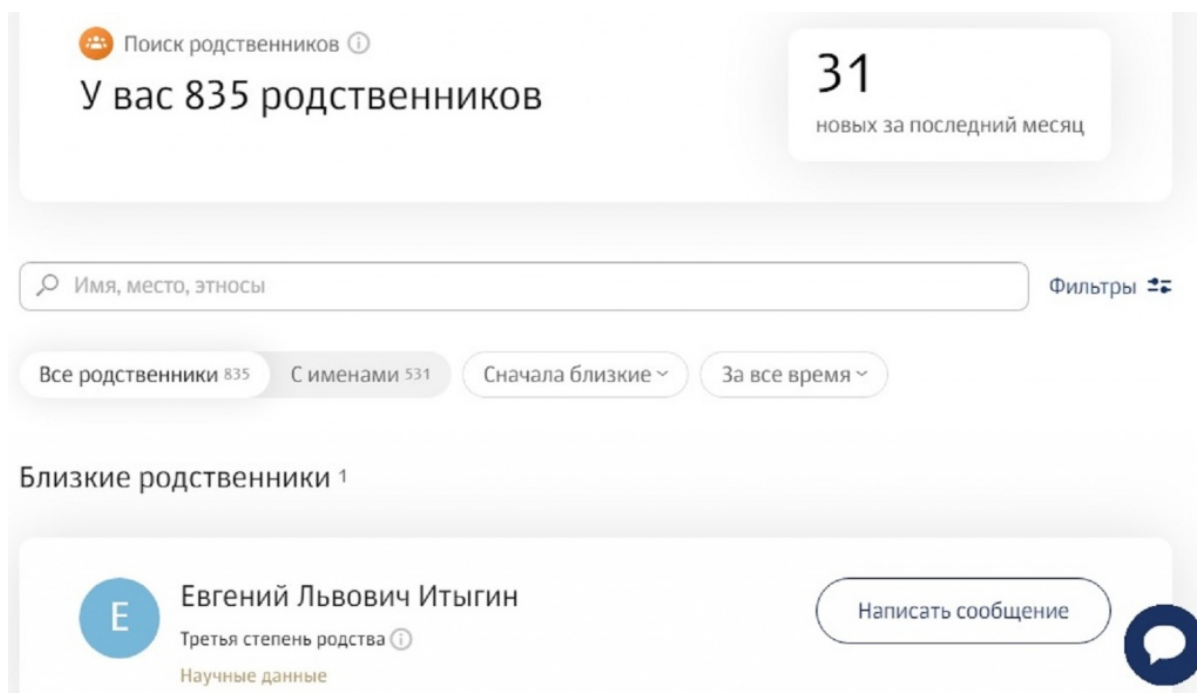 Поиск родственников
У вас 835 родственников
31
новых за последний месяц
Имя, место, этносы
Фильтры
Все родственники 835
С именами 531
Сначала близкие
За все время
Близкие родственники 1
Е
Евгений Львович Итыгин
Третья степень родства
Научные данные
Написать сообщение